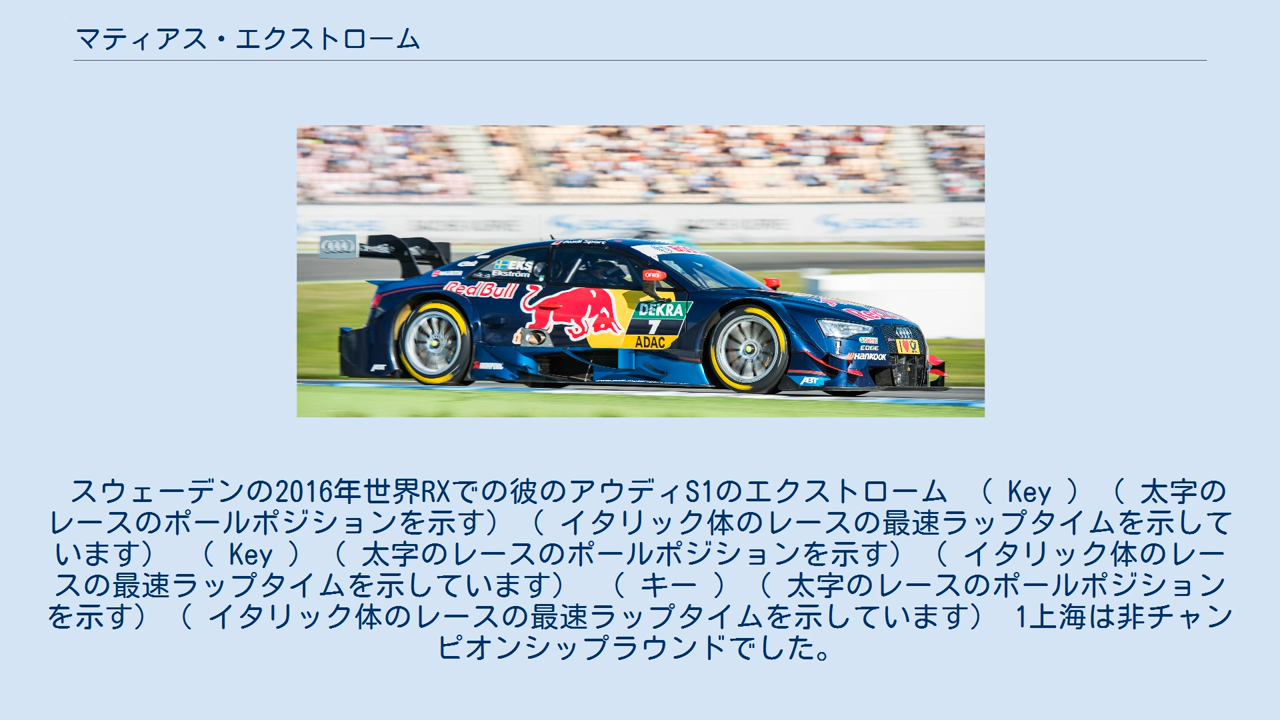 マティアス・エクストローム
EKS
Ekström
Red Bull
DEKRA
7
ADAC
EDGE
HANKOOK
ABT
スウェーデンの2016年世界RXでの彼のアウディS1のエクストローム （ Key ） （ 太字の
レースのポールポジションを示す） （ イタリック体のレースの最速ラップタイムを示して
います） （ Key ） （ 太字のレースのポールポジションを示す） （ イタリック体のレー
スの最速ラップタイムを示しています） （ キー ） （ 太字のレースのポールポジション
を示す） （ イタリック体のレースの最速ラップタイムを示しています） 1上海は非チャン
ピオンシップラウンドでした。